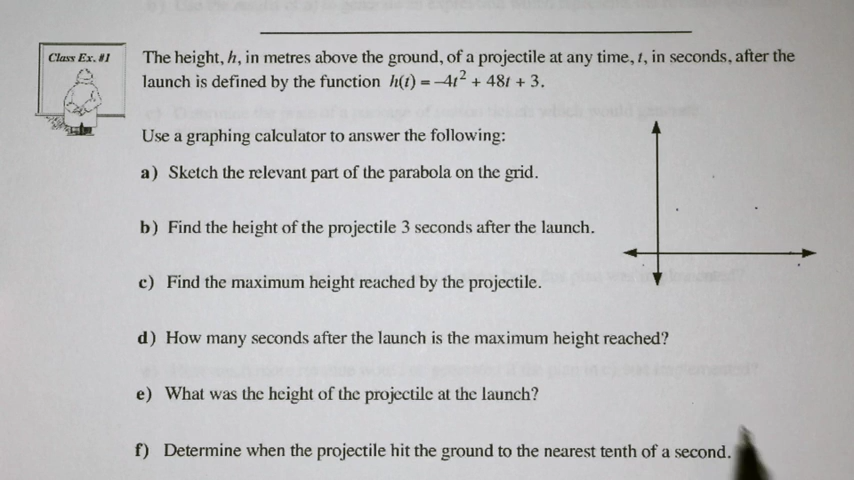 Class Ex. #1
The height, h, in metres above the ground, of a projectile at any time, t, in seconds, after the
launch is defined by the function h(t) = –4t² + 48t + 3.
Use a graphing calculator to answer the following:
a) Sketch the relevant part of the parabola on the grid.
b) Find the height of the projectile 3 seconds after the launch.
c) Find the maximum height reached by the projectile.
d) How many seconds after the launch is the maximum height reached?
e) What was the height of the projectile at the launch?
f) Determine when the projectile hit the ground to the nearest tenth of a second.